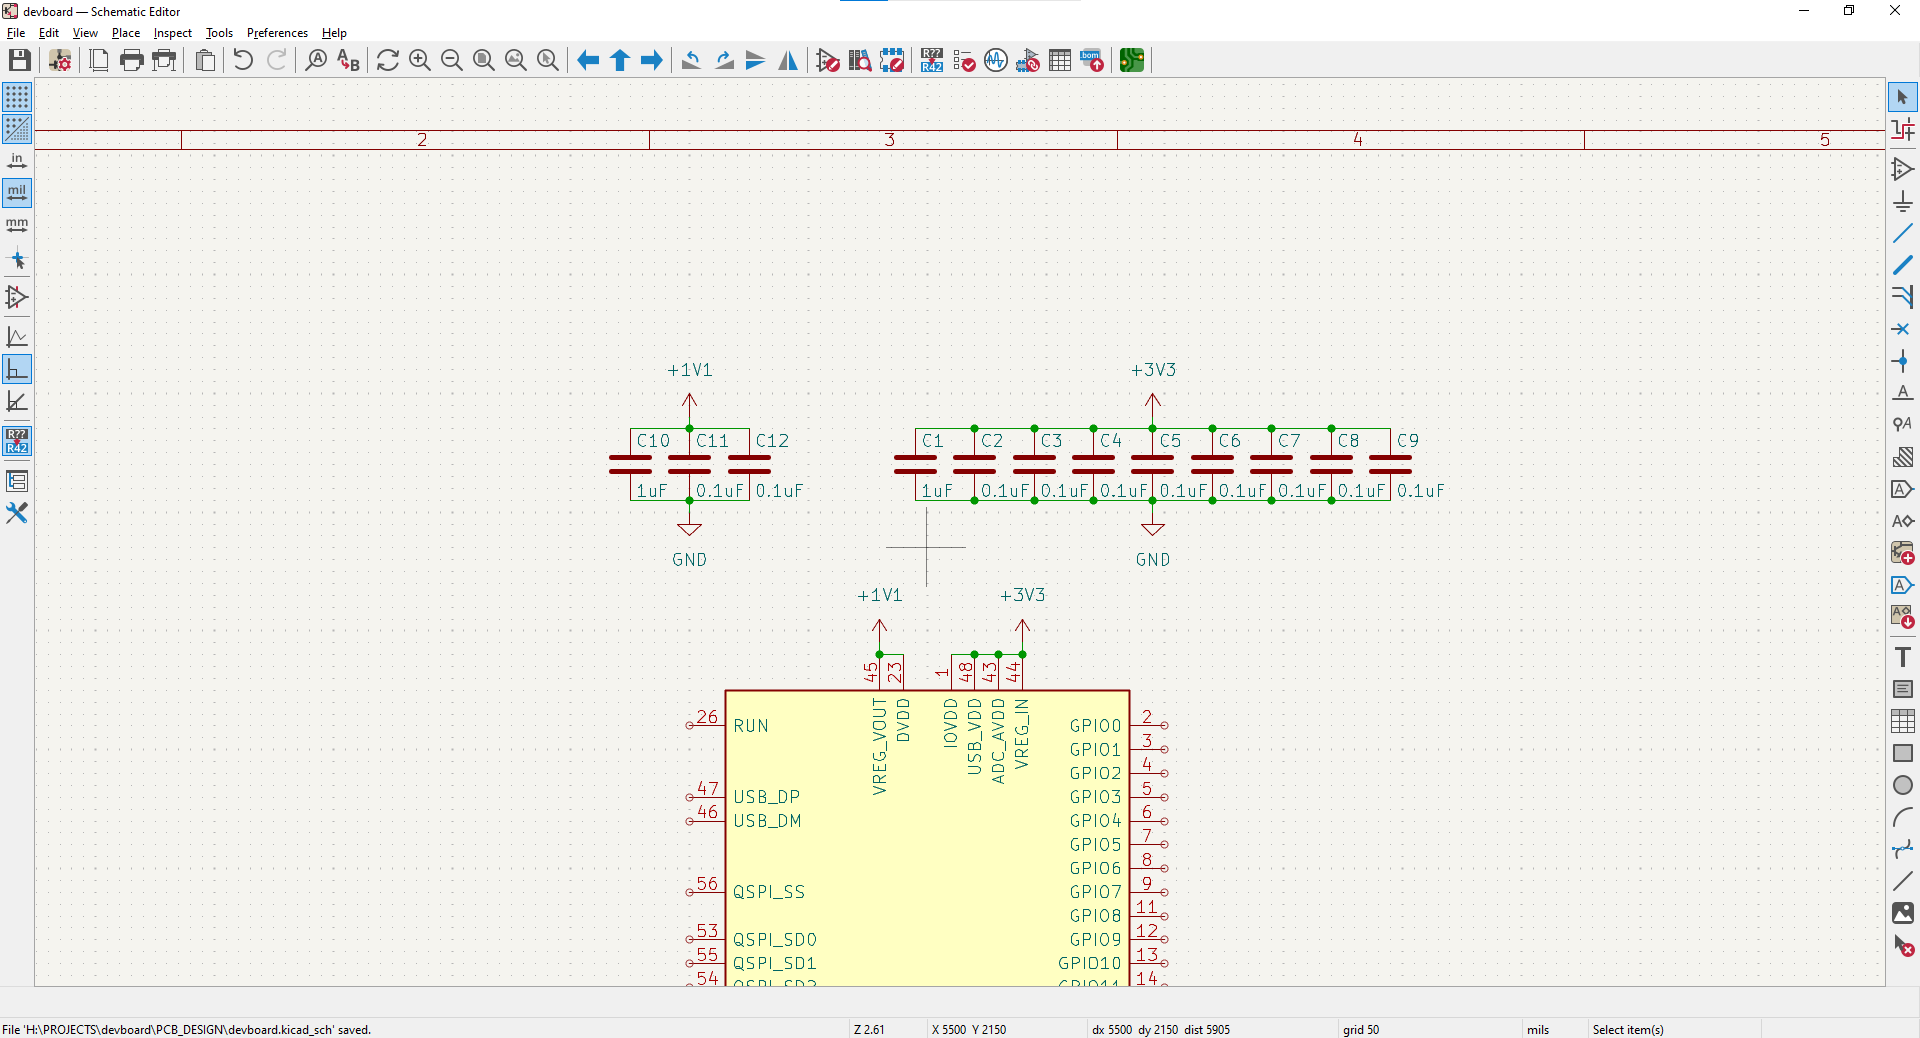 devboard — Schematic Editor
File Edit View Place Inspect Tools Preferences Help
A
A B
R??
R42
bom
in
mil
mm
R??
R42
2 3 4 5
+1V1 +3V3
C10 C11 C12 C1 C2 C3 C4 C5 C6 C7 C8 C9
1uF 0.1uF 0.1uF 1uF 0.1uF 0.1uF 0.1uF 0.1uF 0.1uF 0.1uF 0.1uF 0.1uF
GND GND
+1V1 +3V3
45 23 1 48 43 44
VREG_VOUT DVDD IOVDD USB_VDD ADC_AVDD VREG_IN
26 RUN GPIO0 2
GPIO1 3
GPIO2 4
47 USB_DP GPIO3 5
46 USB_DM GPIO4 6
GPIO5 7
GPIO6 8
56 QSPI_SS GPIO7 9
GPIO8 11
53 QSPI_SD0 GPIO9 12
55 QSPI_SD1 GPIO10 13
54 QSPI_SD2 GPIO11 14
File 'H:\PROJECTS\devboard\PCB_DESIGN\devboard.kicad_sch' saved. Z 2.61 X 5500 Y 2150 dx 5500 dy 2150 dist 5905 grid 50 mils Select item(s)